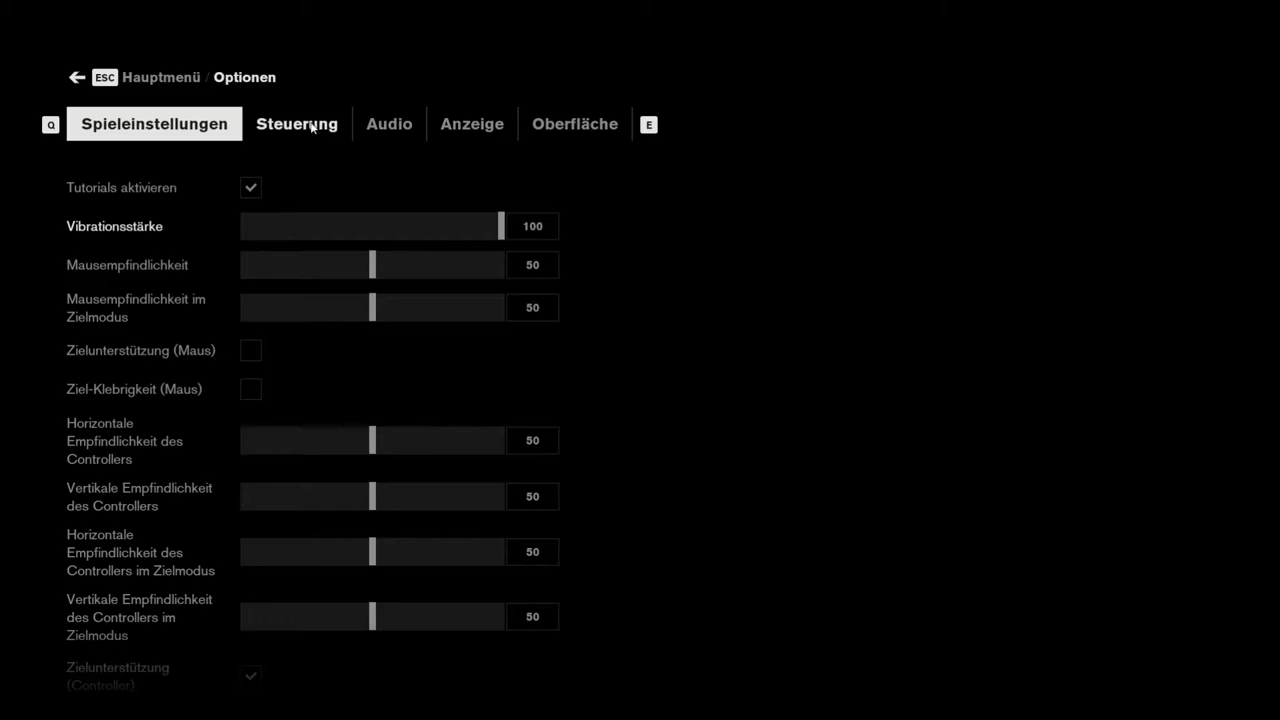 ESC Hauptmenü / Optionen
Q Spieleinstellungen Steuerung Audio Anzeige Oberfläche E
Tutorials aktivieren
Vibrationsstärke 100
Mausempfindlichkeit 50
Mausempfindlichkeit im
Zielmodus 50
Zielunterstützung (Maus)
Ziel-Klebrigkeit (Maus)
Horizontale
Empfindlichkeit des 50
Controllers
Vertikale Empfindlichkeit
des Controllers 50
Horizontale
Empfindlichkeit des 50
Controllers im Zielmodus
Vertikale Empfindlichkeit
des Controllers im 50
Zielmodus
Zielunterstützung
(Controller)